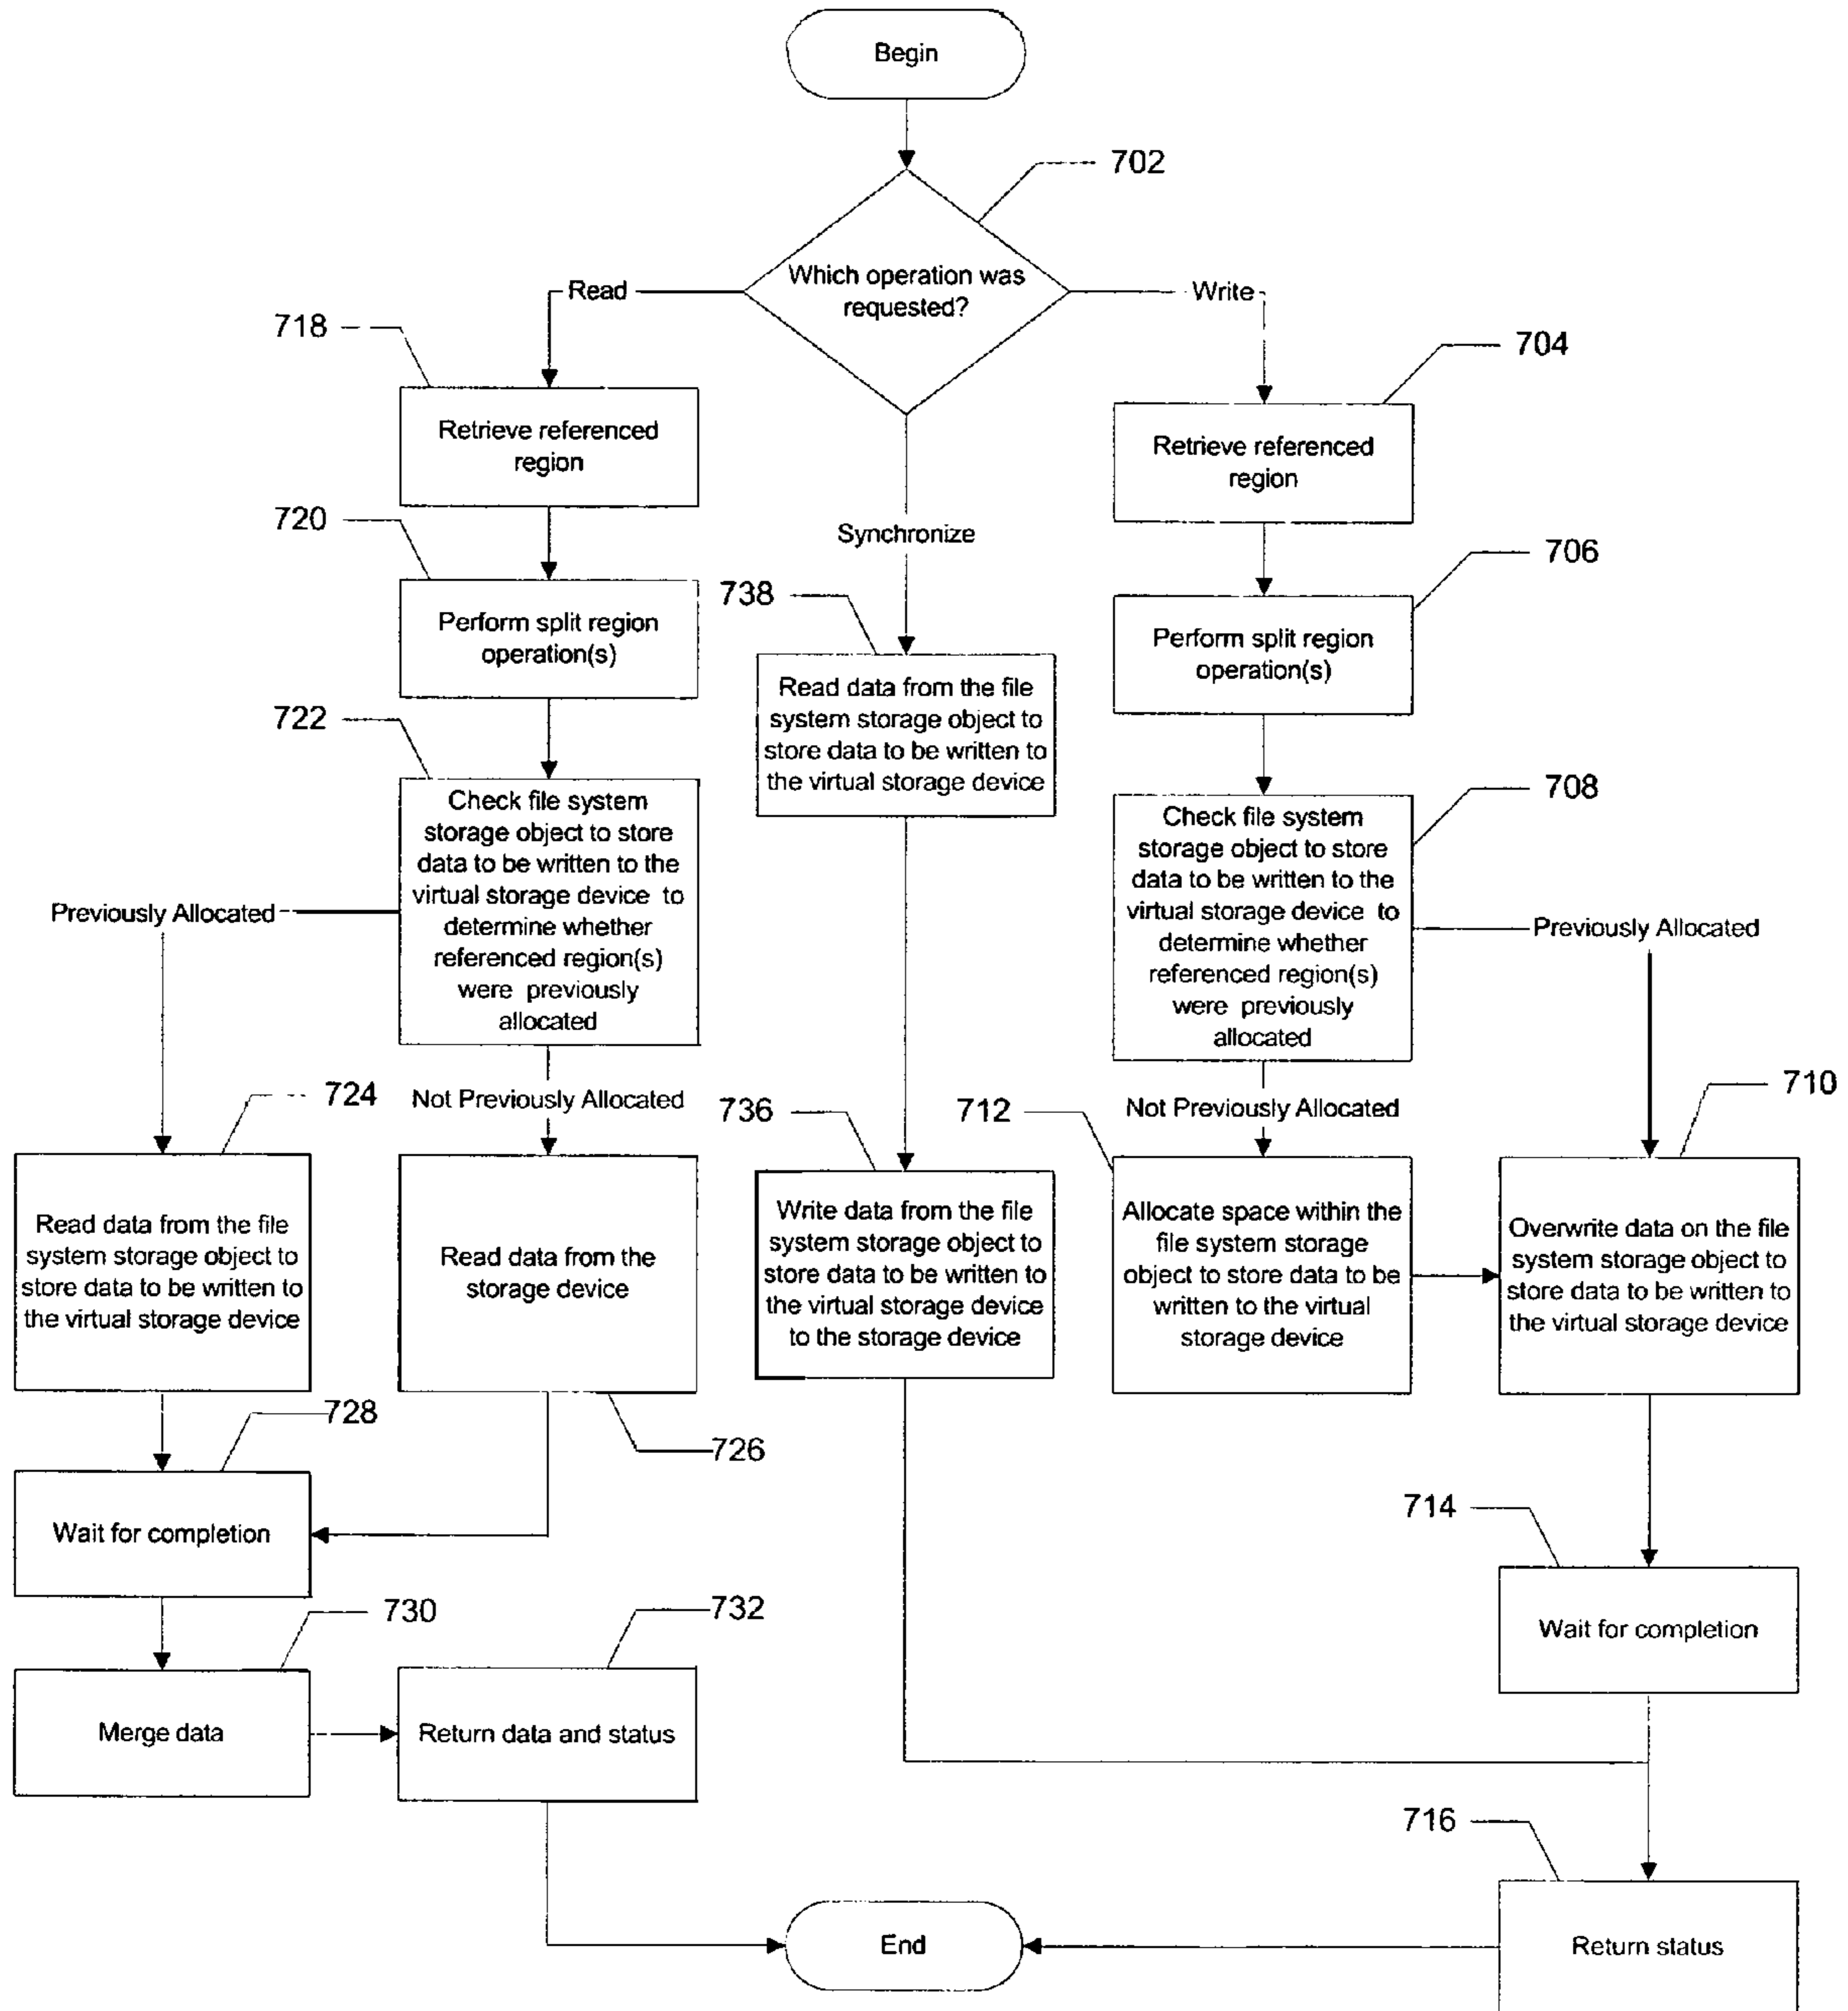 Begin
702
Which operation was
requested?
Read
Write
718
704
Retrieve referenced
region
Retrieve referenced
region
720
Synchronize
706
738
Perform split region
operation(s)
Perform split region
operation(s)
722
Read data from the file
system storage object to
store data to be written to
the virtual storage device
708
Check file system
storage object to store
data to be written to the
virtual storage device to
determine whether
referenced region(s)
were previously
allocated
Check file system
storage object to store
data to be written to the
virtual storage device to
determine whether
referenced region(s)
were previously
allocated
Previously Allocated
Previously Allocated
724
Not Previously Allocated
736
712
Not Previously Allocated
710
Read data from the file
system storage object to
store data to be written to
the virtual storage device
Read data from the
storage device
Write data from the file
system storage object to
store data to be written to
the virtual storage device
to the storage device
Allocate space within the
file system storage
object to store data to be
written to the virtual
storage device
Overwrite data on the file
system storage object to
store data to be written to
the virtual storage device
728
726
Wait for completion
714
730
732
Wait for completion
Merge data
Return data and status
716
End
Return status